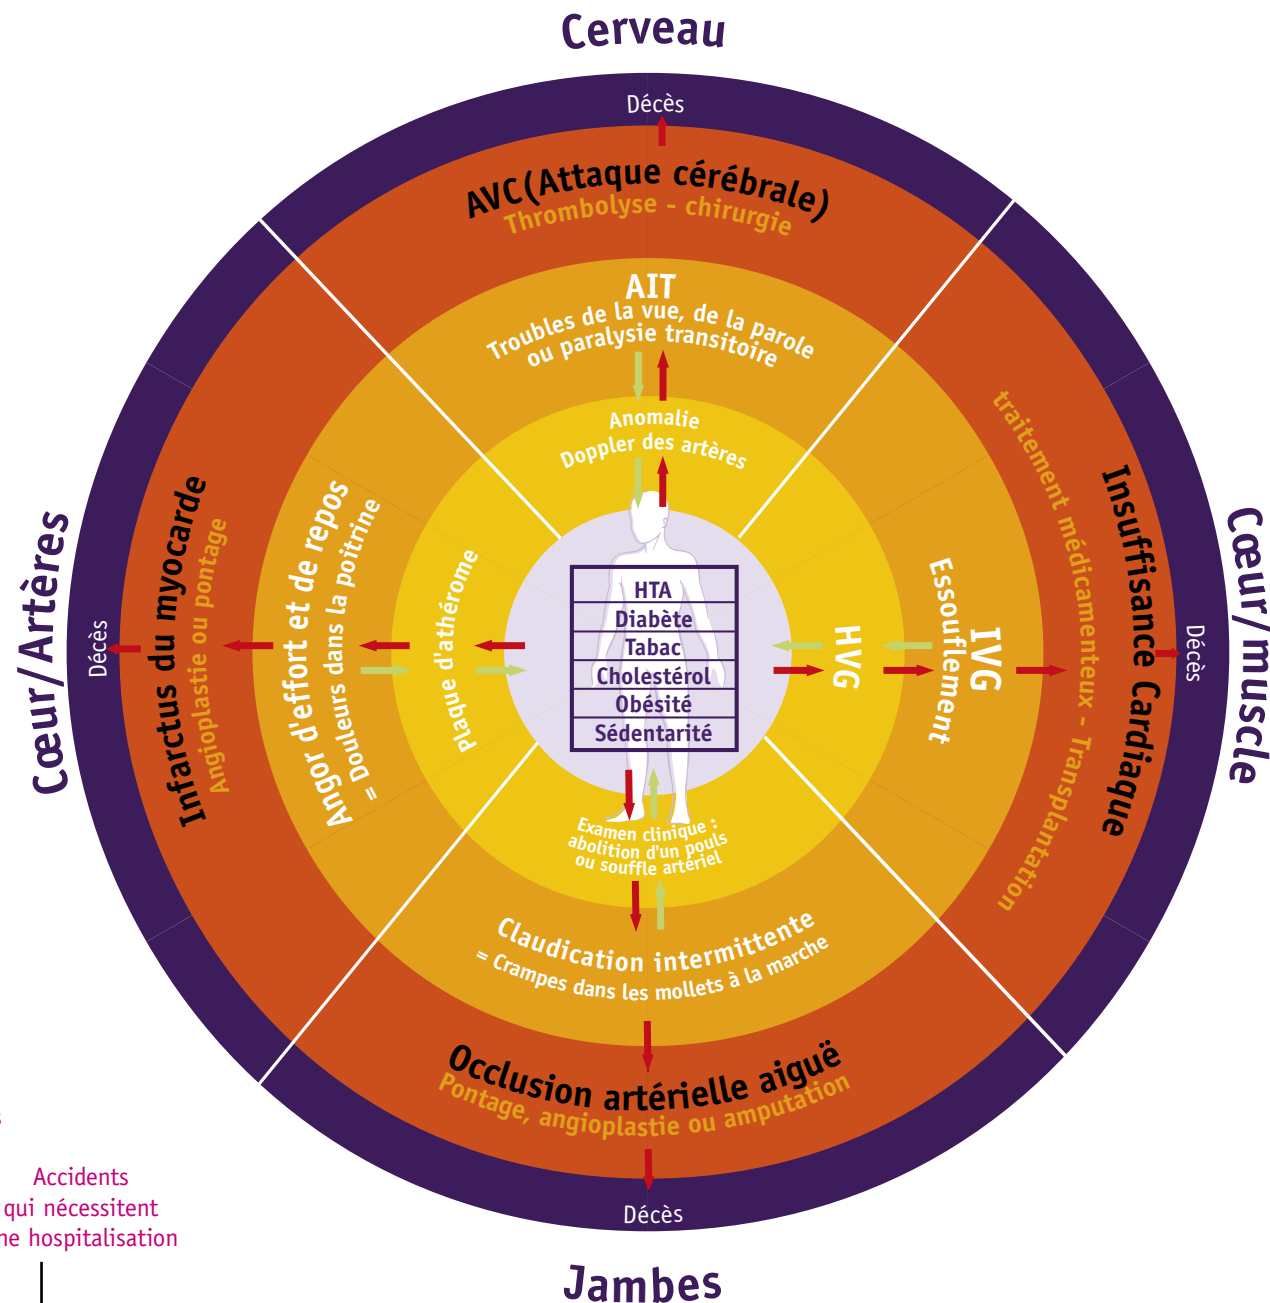 Cerveau
Décès
AVC(Attaque cérébrale)
Thrombolyse - chirurgie
AIT
Troubles de la vue, de la parole
ou paralysie transitoire
Anomalie
Doppler des artères
Cœur/Artères
Décès
Infarctus du myocarde
Angioplastie ou pontage
Angor d'effort et de repos
= Douleurs dans la poitrine
Plaque d'athérome
HTA
Diabète
Tabac
Cholestérol
Obésité
Sédentarité
HVG
Essouflement
IVG
traitement médicamenteux - Transplantation
Insuffisance Cardiaque
Décès
Cœur/muscle
Examen clinique :
abolition d'un pouls
ou souffle artériel
Claudication intermittente
= Crampes dans les mollets à la marche
Occlusion artérielle aiguë
Pontage, angioplastie ou amputation
Décès
Jambes
Accidents
qui nécessitent
hospitalisation